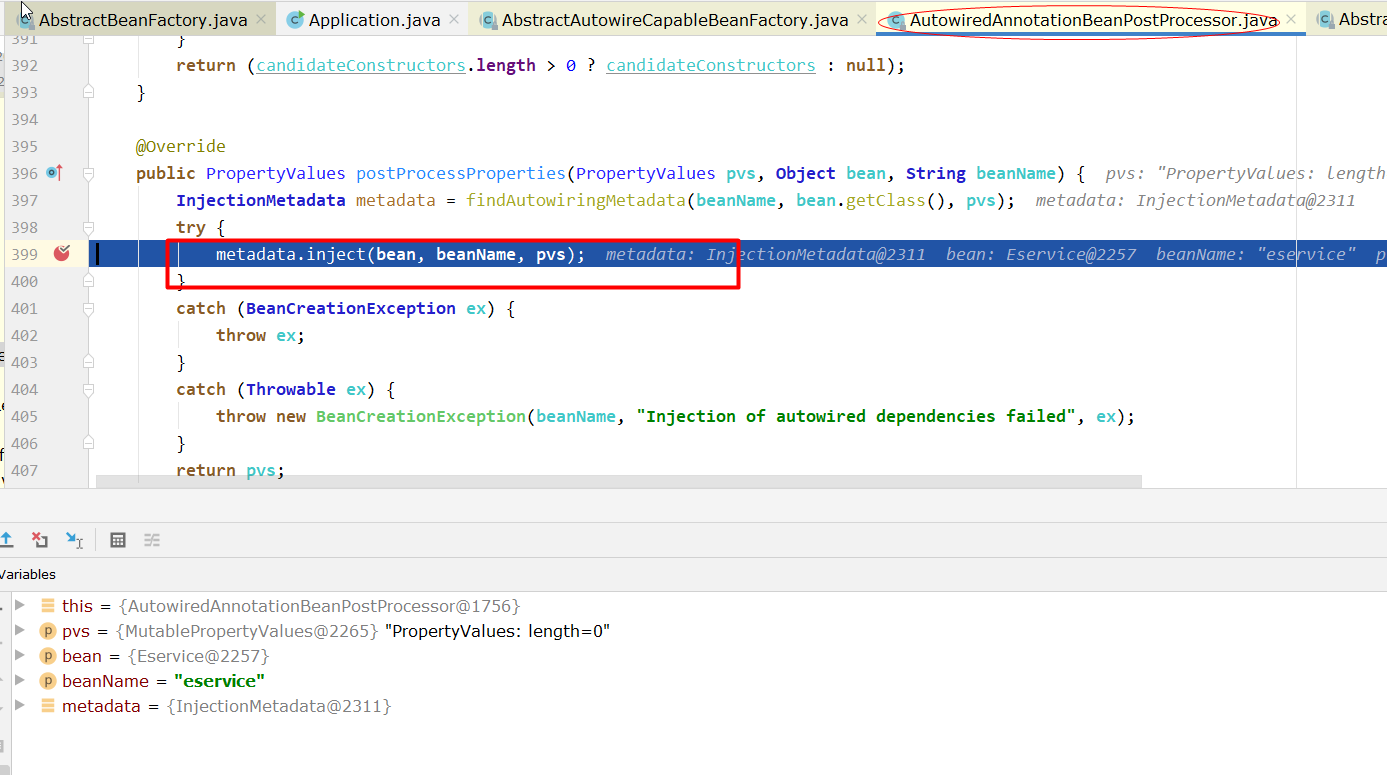 AbstractBeanFactory.java Application.java AbstractAutowireCapableBeanFactory.java AutowiredAnnotationBeanPostProcessor.java Abstra
391 }
392 return (candidateConstructors.length > 0 ? candidateConstructors : null);
393 }
394
395 @Override
396 public PropertyValues postProcessProperties(PropertyValues pvs, Object bean, String beanName) { pvs: "PropertyValues: length
397 InjectionMetadata metadata = findAutowiringMetadata(beanName, bean.getClass(), pvs); metadata: InjectionMetadata@2311
398 try {
399 metadata.inject(bean, beanName, pvs); metadata: InjectionMetadata@2311 bean: Eservice@2257 beanName: "eservice" p
400 }
401 catch (BeanCreationException ex) {
402 throw ex;
403 }
404 catch (Throwable ex) {
405 throw new BeanCreationException(beanName, "Injection of autowired dependencies failed", ex);
406 }
407 return pvs;
Variables
this = {AutowiredAnnotationBeanPostProcessor@1756}
pvs = {MutablePropertyValues@2265} "PropertyValues: length=0"
bean = {Eservice@2257}
beanName = "eservice"
metadata = {InjectionMetadata@2311}